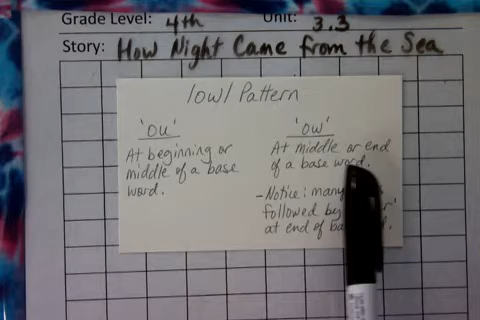 Grade Level: 4th Unit: 3.3
Story: How Night Came from the Sea
/ow/ Pattern
'ou'
At beginning or
middle of a base
word.
'ow'
At middle or end
of a base word.
- Notice: many
followed by
at end of